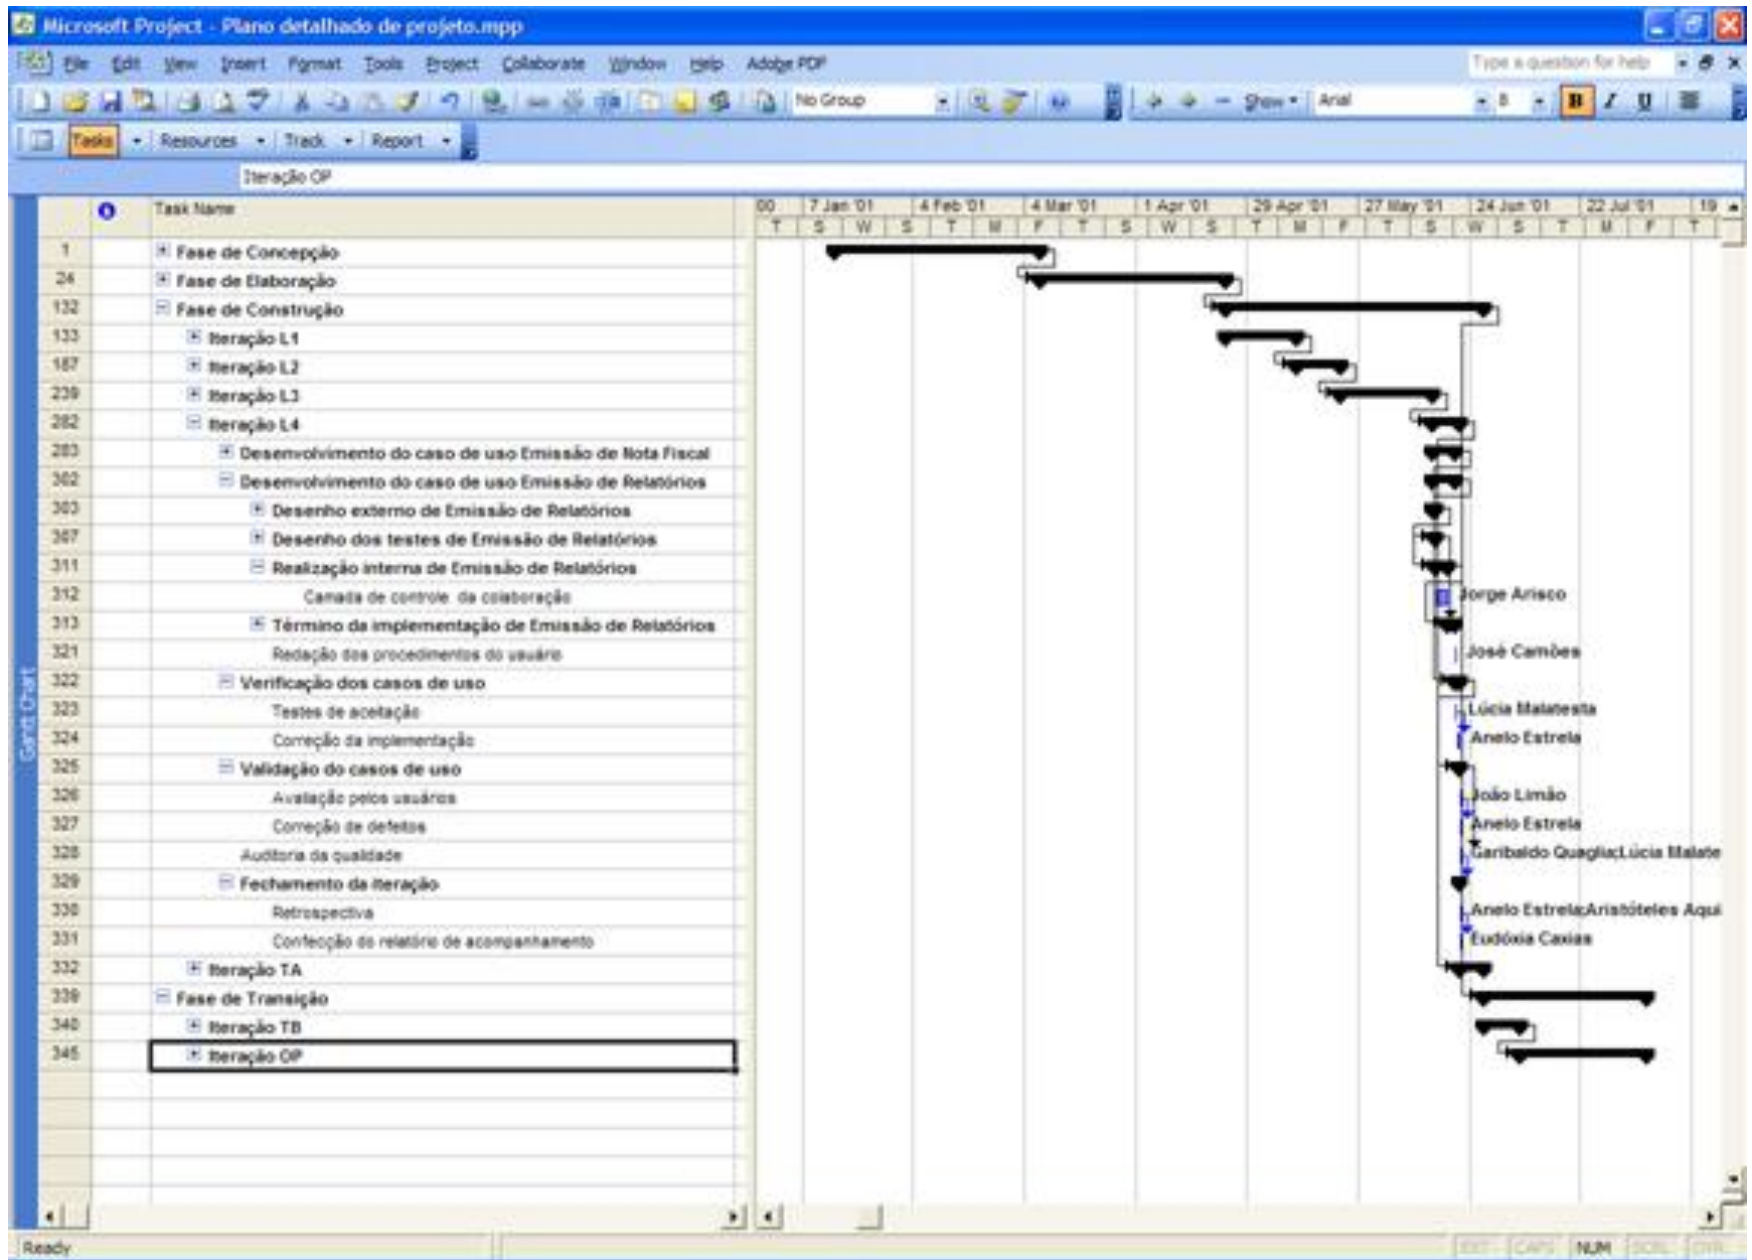 Microsoft Project - Plano detalhado de projeto.mpp
File Edit View Insert Format Tools Project Collaborate Window Help Adobe PDF Type a question for help
No Group Show Arial 8 B I U
Tasks Resources Track Report
Iteração OP
Task Name 00 7 Jan '01 4 Feb '01 4 Mar '01 1 Apr '01 29 Apr '01 27 May '01 24 Jun '01 22 Jul '01 19
T S W S T M F T S W S T M F T S W S T M F T
1 Fase de Concepção
24 Fase de Elaboração
132 Fase de Construção
133 Iteração L1
187 Iteração L2
239 Iteração L3
282 Iteração L4
283 Desenvolvimento do caso de uso Emissão de Nota Fiscal
302 Desenvolvimento do caso de uso Emissão de Relatórios
303 Desenho externo de Emissão de Relatórios
307 Desenho dos testes de Emissão de Relatórios
311 Realização interna de Emissão de Relatórios
312 Camada de controle da colaboração Jorge Arisco
313 Término da implementação de Emissão de Relatórios
321 Redação dos procedimentos do usuário José Camões
322 Verificação dos casos de uso
323 Testes de aceitação Lúcia Malatesta
324 Correção da implementação Anelo Estrela
325 Validação do casos de uso
326 Avaliação pelos usuários João Limão
327 Correção de defeitos Anelo Estrela
328 Auditoria da qualidade Garibaldo Quaglia;Lúcia Malate
329 Fechamento da iteração
330 Retrospectiva Anelo Estrela;Aristóteles Aqui
331 Confecção do relatório de acompanhamento Eudóxia Caxias
332 Iteração TA
339 Fase de Transição
340 Iteração TB
345 Iteração OP
Gantt Chart
Ready EXT CAPS NUM SCRL OVR